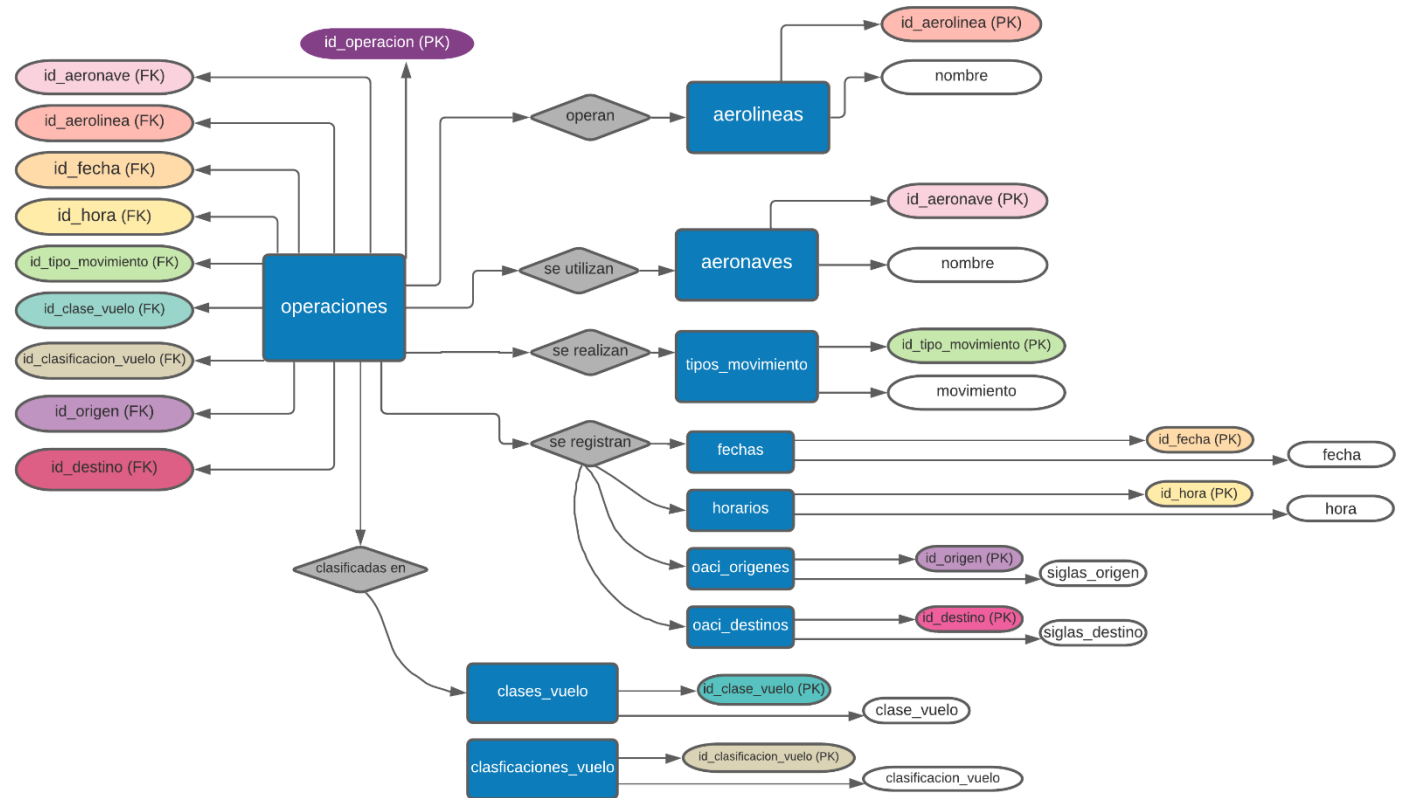 id_operacion (PK)
id_aeronave (FK)
id_aerolinea (FK)
id_fecha (FK)
id_hora (FK)
id_tipo_movimiento (FK)
id_clase_vuelo (FK)
id_clasificacion_vuelo (FK)
id_origen (FK)
id_destino (FK)
operaciones
operan
aerolineas
id_aerolinea (PK)
nombre
se utilizan
aeronaves
id_aeronave (PK)
nombre
se realizan
tipos_movimiento
id_tipo_movimiento (PK)
movimiento
se registran
fechas
id_fecha (PK)
fecha
horarios
id_hora (PK)
hora
oaci_origenes
id_origen (PK)
siglas_origen
oaci_destinos
id_destino (PK)
siglas_destino
clasificadas en
clases_vuelo
id_clase_vuelo (PK)
clase_vuelo
clasficaciones_vuelo
id_clasificacion_vuelo (PK)
clasificacion_vuelo